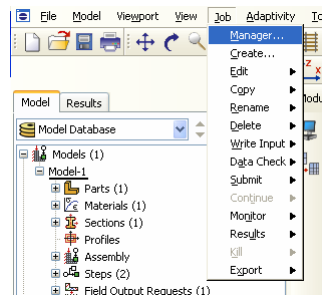 File Model Viewport View Job Adaptivity
Manager...
Create...
Edit
Copy
Rename
Delete
Write Input
Data Check
Submit
Continue
Monitor
Results
Kill
Export
z
x
Model Results
Model Database
Models (1)
Model-1
Parts (1)
Materials (1)
Sections (1)
Profiles
Assembly
Steps (2)
Field Output Requests (1)